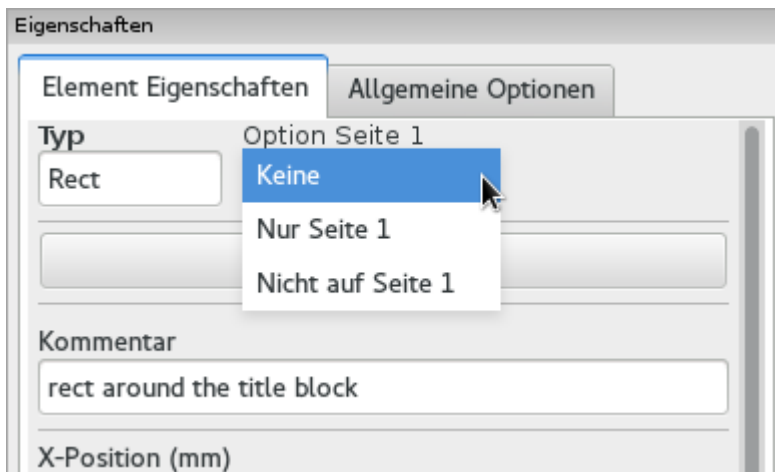 Eigenschaften
Element Eigenschaften Allgemeine Optionen
Typ Option Seite 1
Rect Keine
Nur Seite 1
Nicht auf Seite 1
Kommentar
rect around the title block
X-Position (mm)